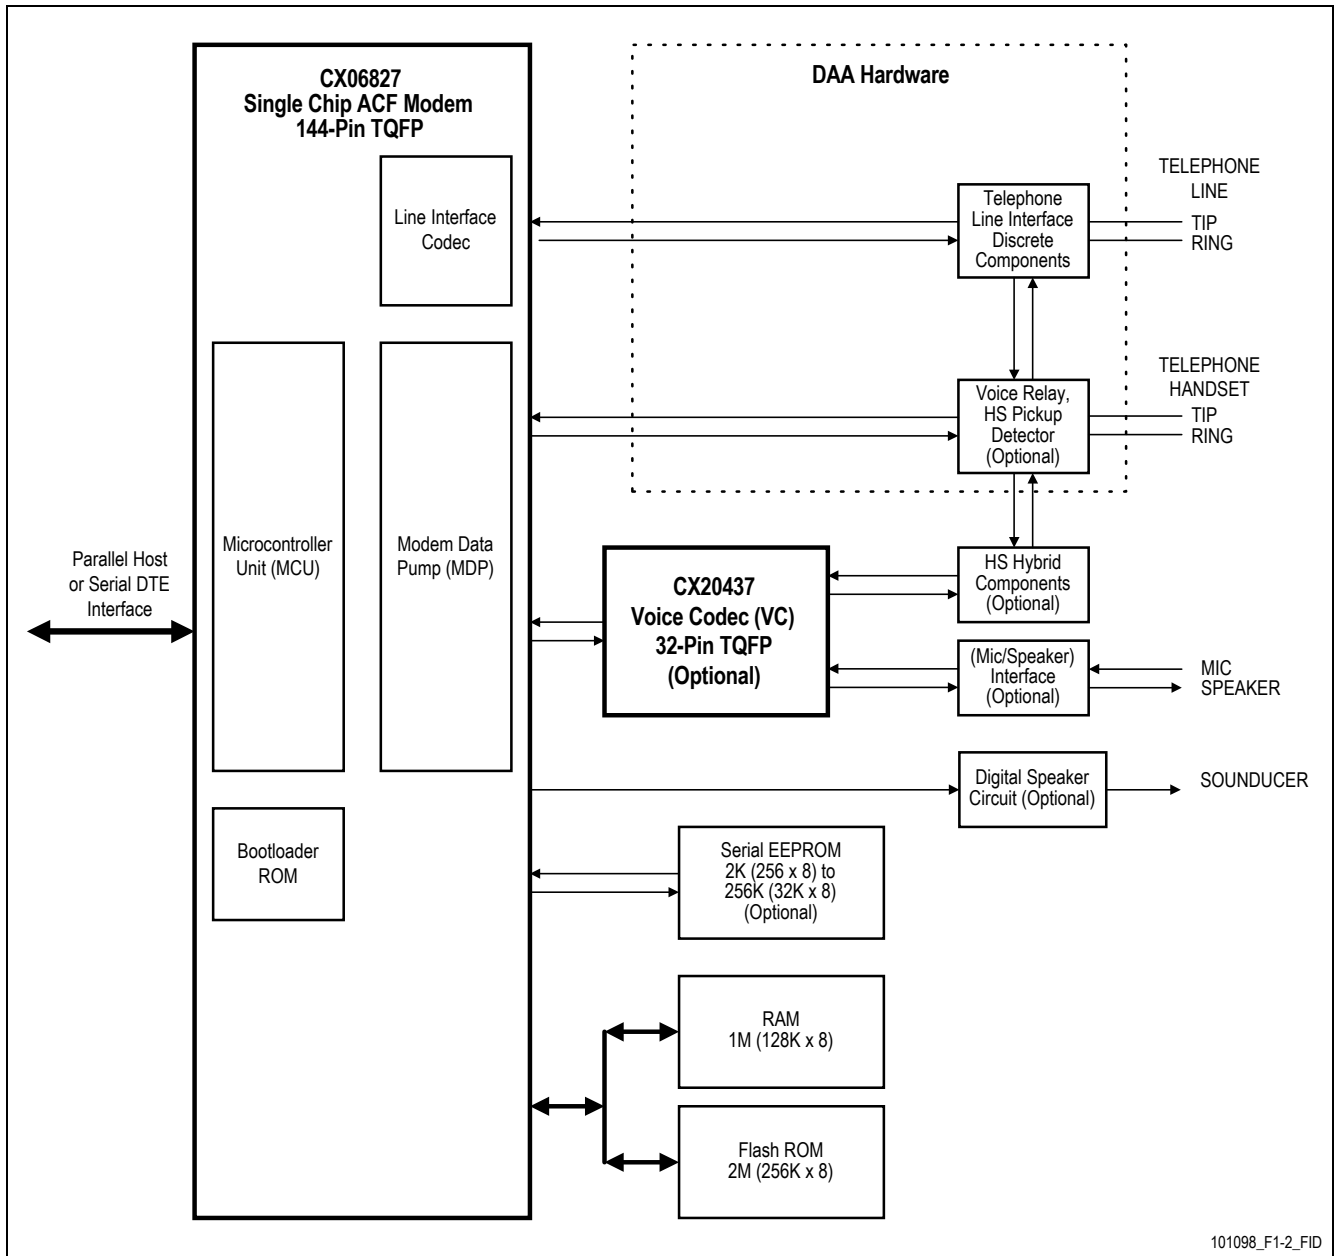 CX06827
Single Chip ACF Modem
144-Pin TQFP
DAA Hardware
Line Interface
Codec
Telephone
Line Interface
Discrete
Components
TELEPHONE
LINE
TIP
RING
Microcontroller
Unit (MCU)
Modem Data
Pump (MDP)
Voice Relay,
HS Pickup
Detector
(Optional)
TELEPHONE
HANDSET
TIP
RING
Parallel Host
or Serial DTE
Interface
CX20437
Voice Codec (VC)
32-Pin TQFP
(Optional)
HS Hybrid
Components
(Optional)
(Mic/Speaker)
Interface
(Optional)
MIC
SPEAKER
Digital Speaker
Circuit (Optional)
SOUNDUCER
Bootloader
ROM
Serial EEPROM
2K (256 x 8) to
256K (32K x 8)
(Optional)
RAM
1M (128K x 8)
Flash ROM
2M (256K x 8)
101098_F1-2_FID